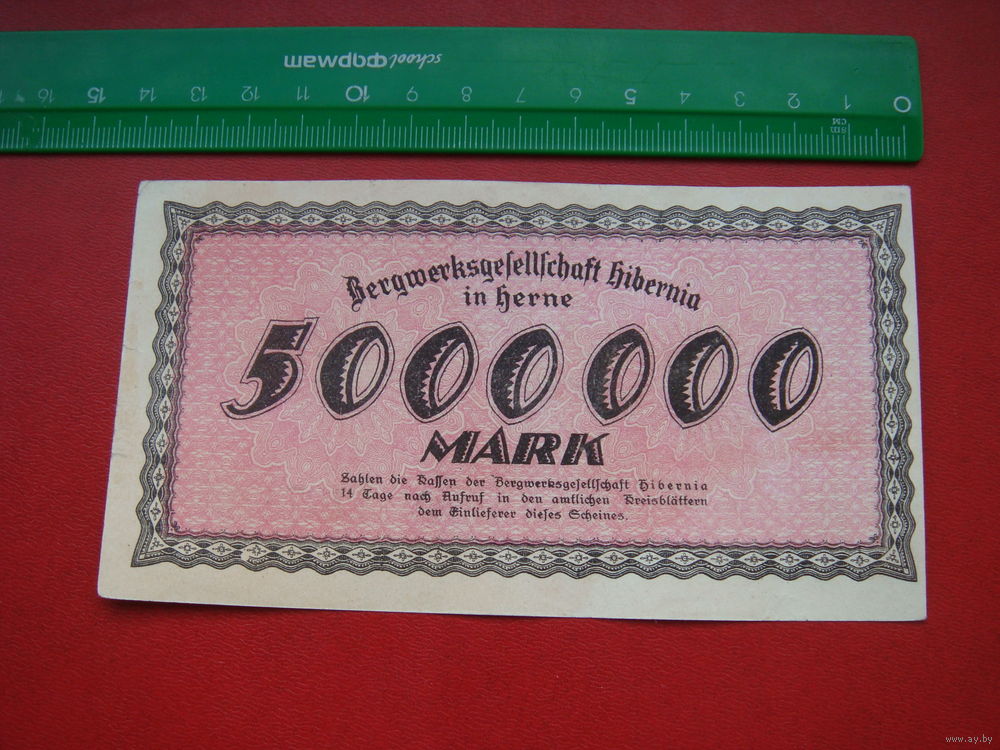 school формат
0 1 2 3 4 5 6 7 8 9 10 11 12 13 14 15 16
см
CM
Bergwerksgesellschaft Hibernia
in Herne
5000000
MARK
Zahlen die Kassen der Bergwerksgesellschaft Hibernia
14 Tage nach Aufruf in den amtlichen Kreisblättern
dem Einlieferer dieses Scheines.
www.ay.by